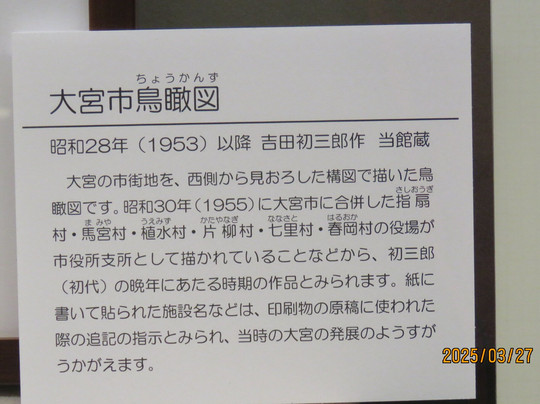 ちょうかんず
大宮市鳥瞰図
昭和28年（1953）以降 吉田初三郎作 当館蔵
大宮の市街地を、西側から見おろした構図で描いた鳥
さしおうぎ
瞰図です。昭和30年（1955）に大宮市に合併した指扇
まみや うえみず かたやなぎ ななさと はるおか
村・馬宮村・植水村・片柳村・七里村・春岡村の役場が
市役所支所として描かれていることなどから、初三郎
（初代）の晩年にあたる時期の作品とみられます。紙に
書いて貼られた施設名などは、印刷物の原稿に使われた
際の追記の指示とみられ、当時の大宮の発展のようすが
うかがえます。
2025/03/27